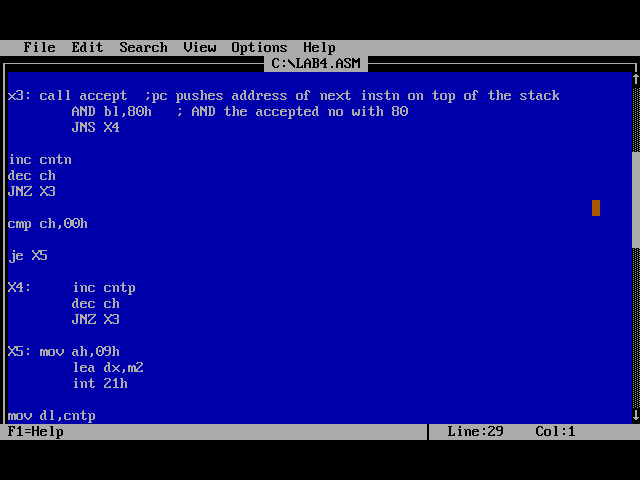 File Edit Search View Options Help
C:\LAB4.ASM
x3: call accept  ;pc pushes address of next instn on top of the stack
        AND bl,80h   ; AND the accepted no with 80
        JNS X4
inc cntn
dec ch
JNZ X3
cmp ch,00h
je X5
X4:     inc cntp
        dec ch
        JNZ X3
X5: mov ah,09h
        lea dx,m2
        int 21h
mov dl,cntp
F1=Help Line:29 Col:1